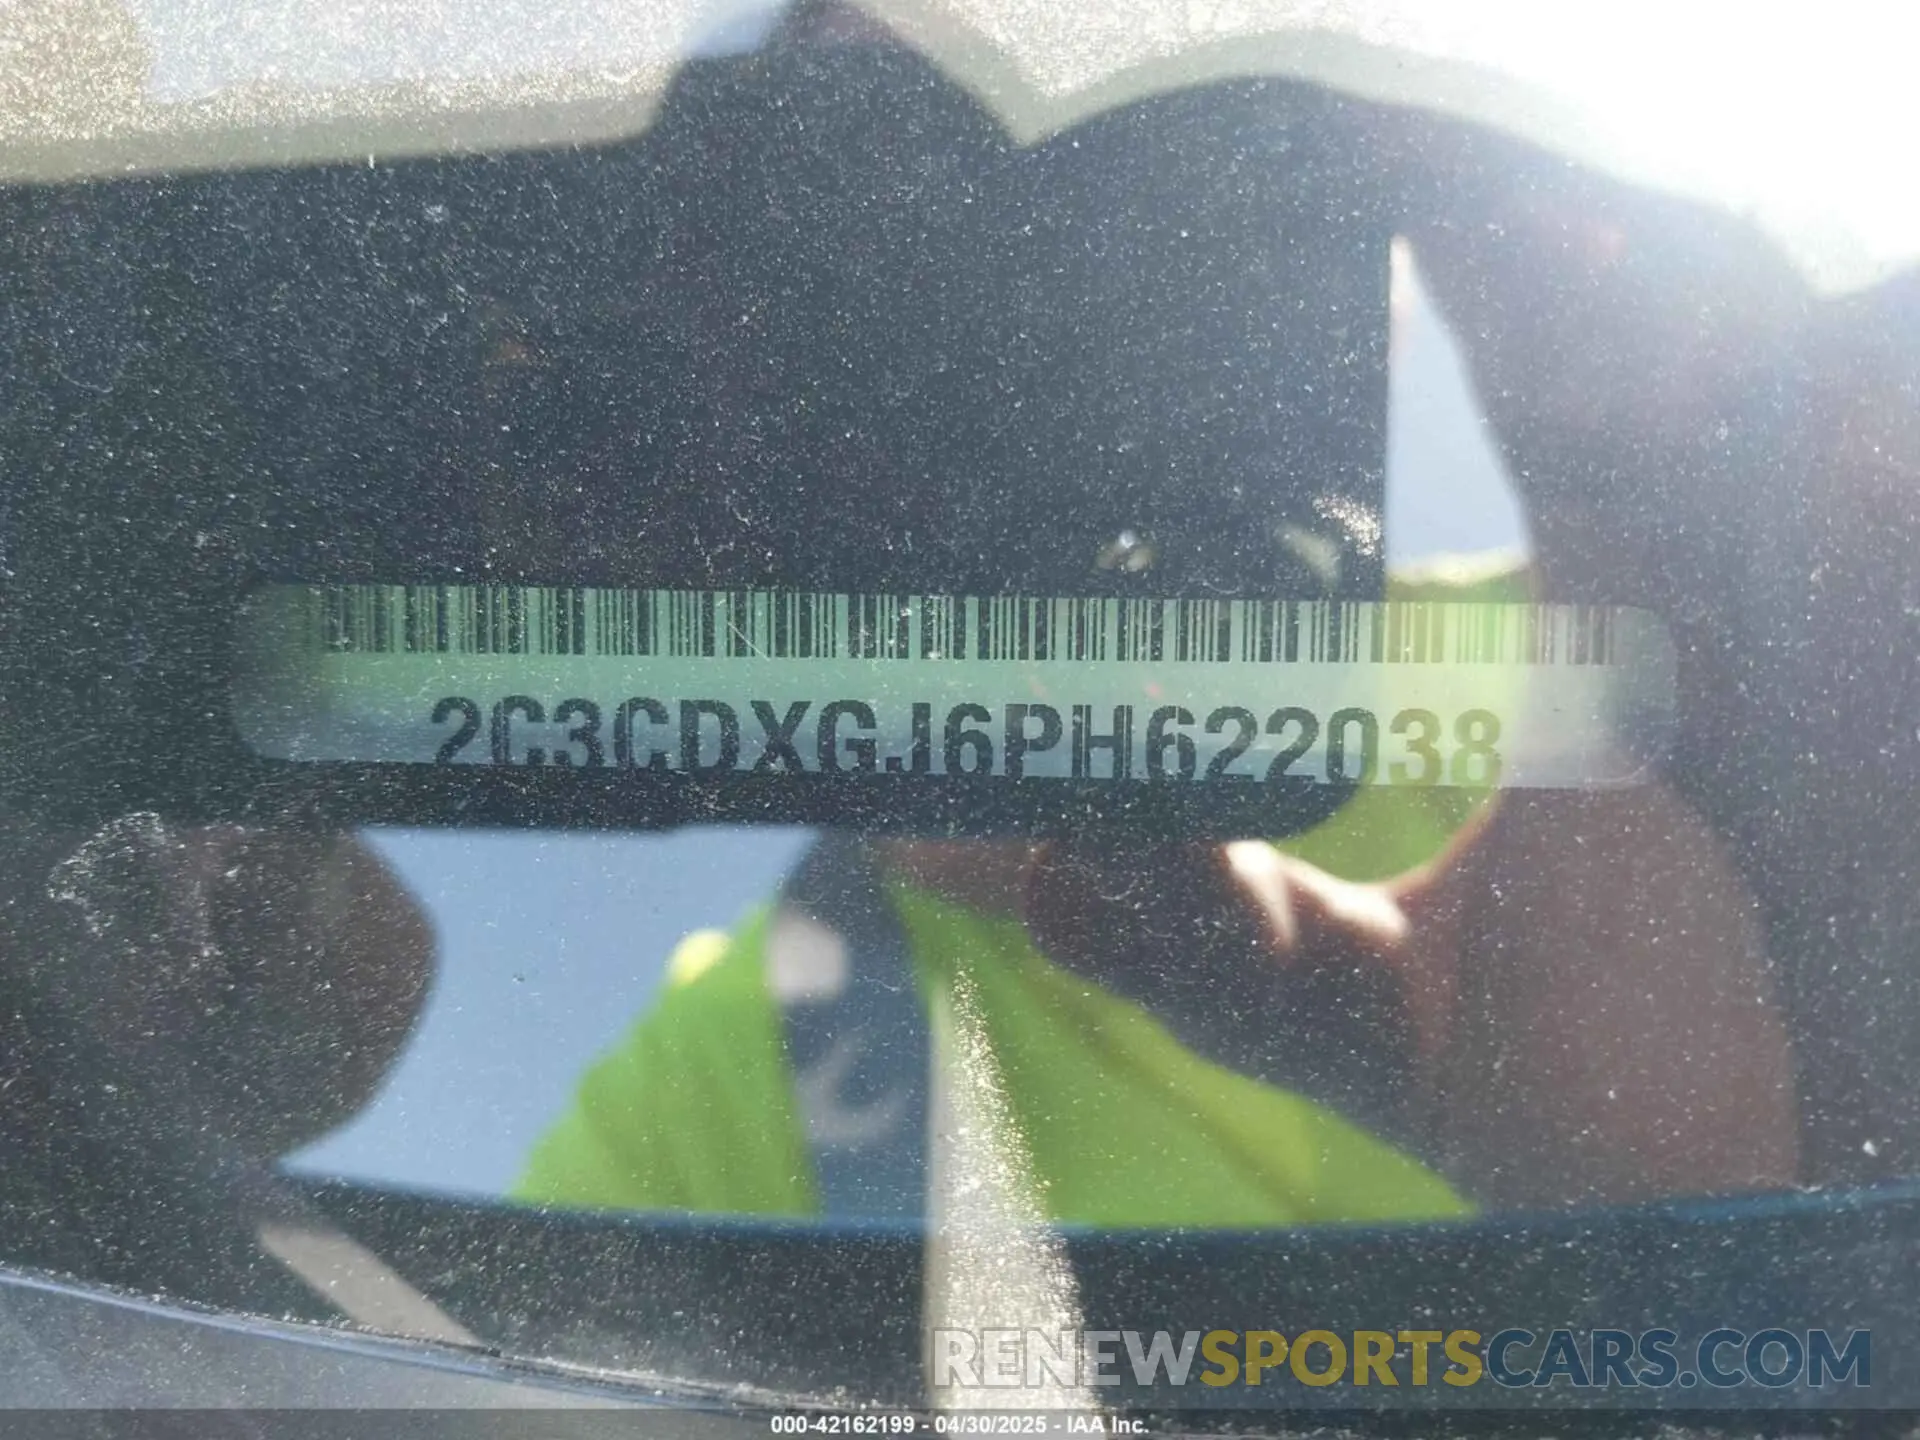 2C3CDXGJ6PH622038
RENEWSPORTSCARS.COM
000-42162199 - 04/30/2025 - IAA Inc.